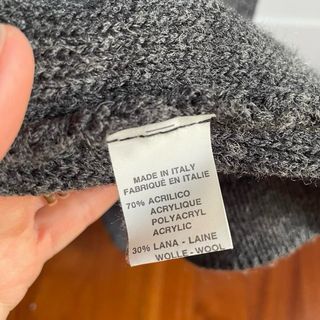 MADE IN ITALY
FABRIQUÉ EN ITALIE
70% ACRILICO
ACRYLIQUE
POLYACRYL
ACRYLIC
30% LANA - LAINE
WOLLE - WOOL